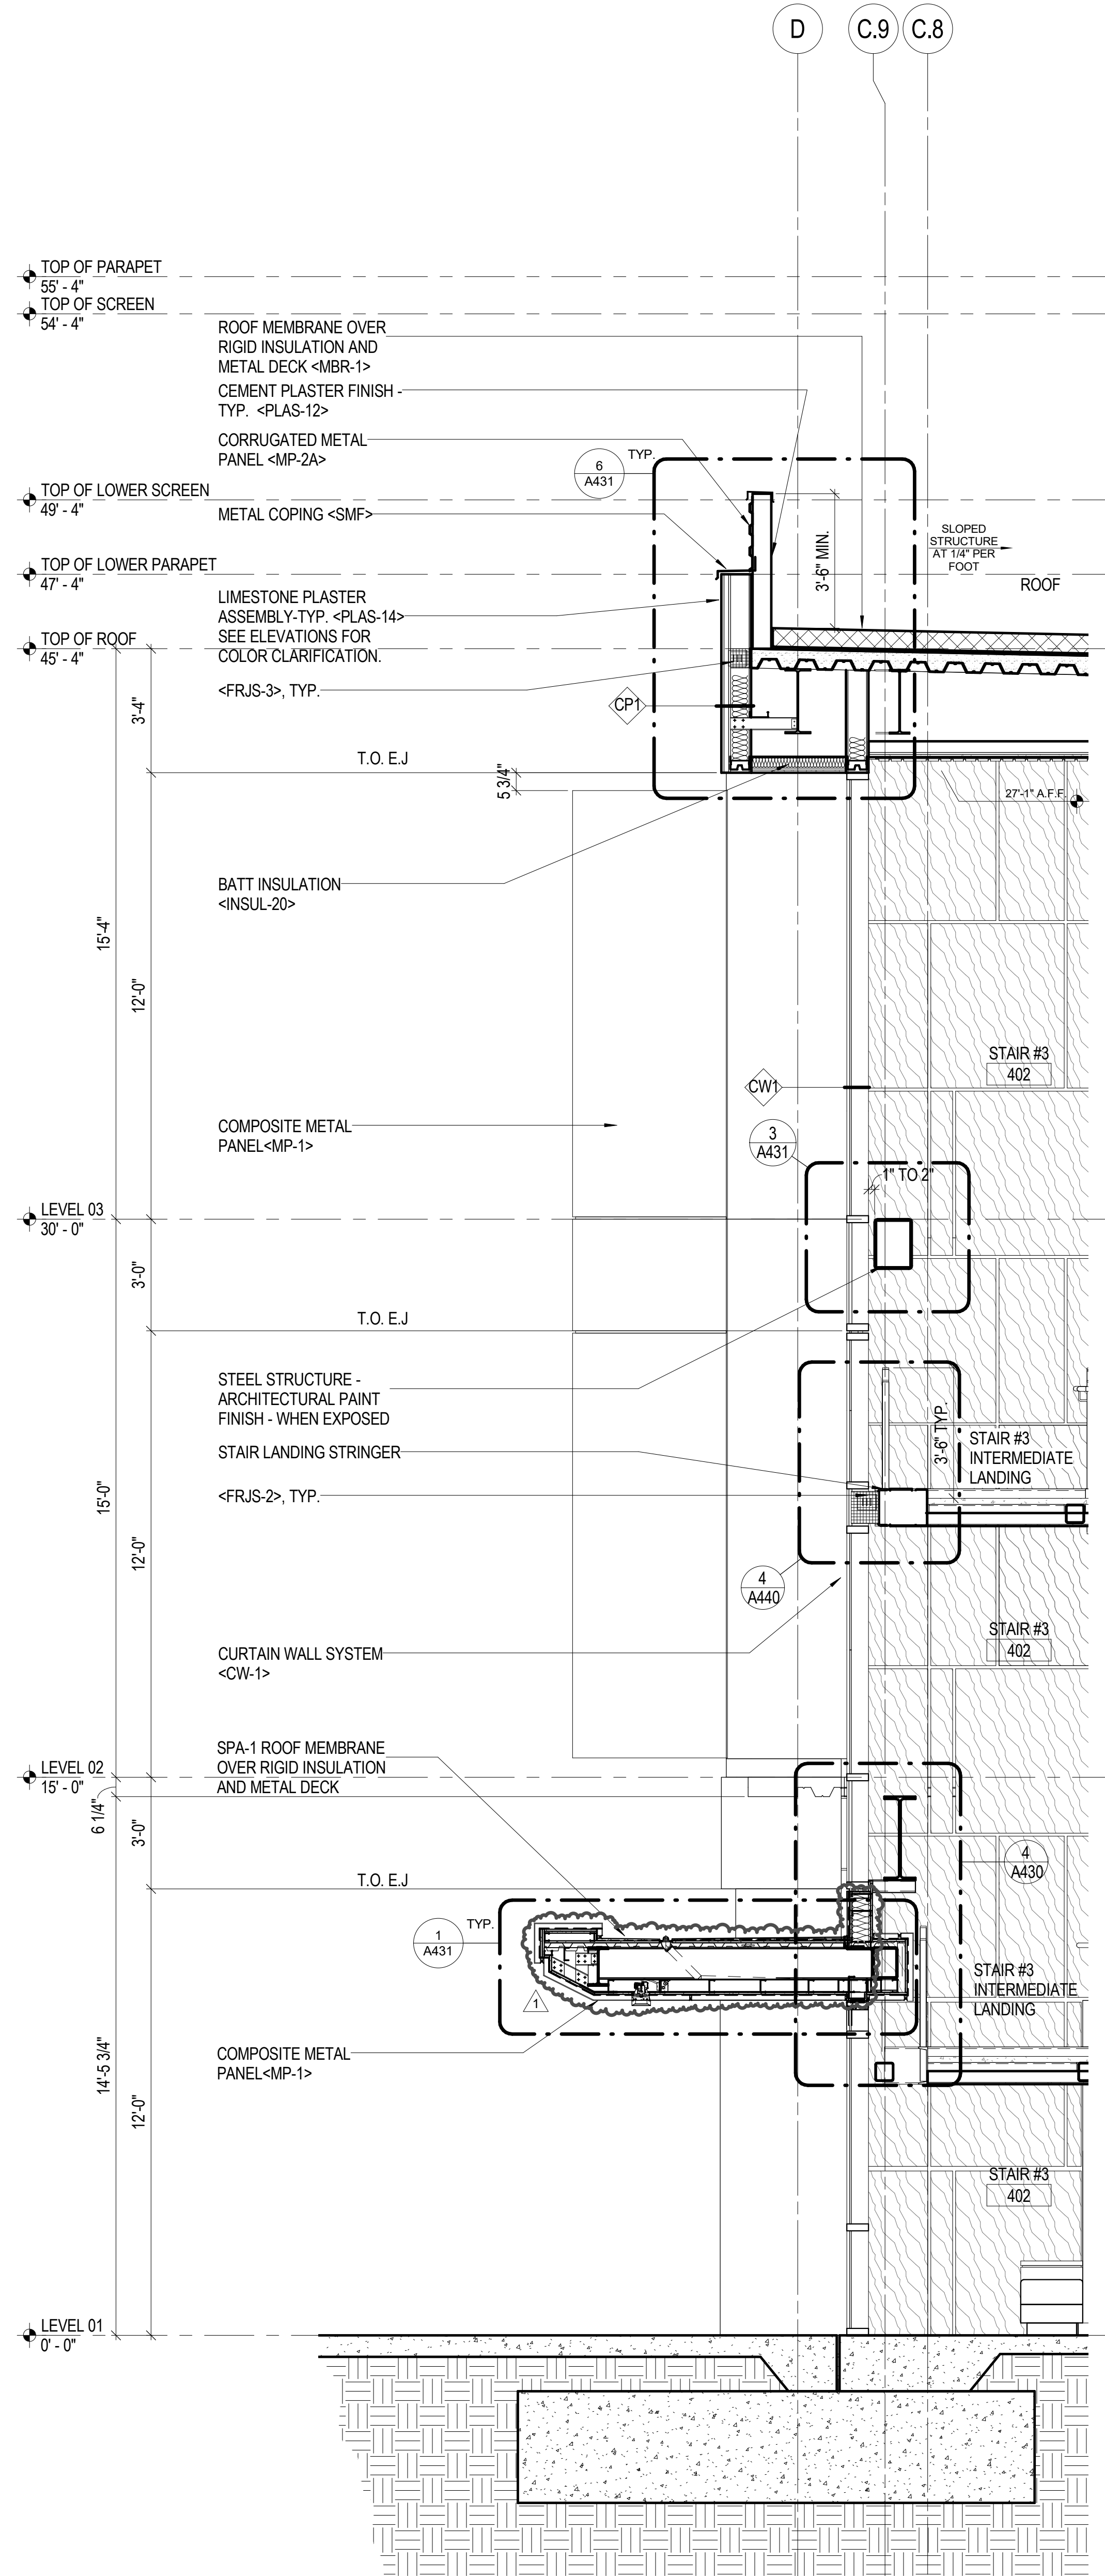 D
C.9
C.8
TOP OF PARAPET
55' - 4"
TOP OF SCREEN
54' - 4"
ROOF MEMBRANE OVER
RIGID INSULATION AND
METAL DECK <MBR-1>
CEMENT PLASTER FINISH -
TYP. <PLAS-12>
CORRUGATED METAL
PANEL <MP-2A>
6
A431
TYP.
TOP OF LOWER SCREEN
49' - 4"
METAL COPING <SMF>
3'-6" MIN.
SLOPED
STRUCTURE
AT 1/4" PER
FOOT
ROOF
TOP OF LOWER PARAPET
47' - 4"
LIMESTONE PLASTER
ASSEMBLY-TYP. <PLAS-14>
SEE ELEVATIONS FOR
COLOR CLARIFICATION.
TOP OF ROOF
45' - 4"
<FRJS-3>, TYP.
CP1
3'-4"
T.O. E.J
5 3/4"
27'-1" A.F.F.
BATT INSULATION
<INSUL-20>
15'-4"
12'-0"
STAIR #3
402
CW1
COMPOSITE METAL
PANEL<MP-1>
3
A431
1" TO 2"
LEVEL 03
30' - 0"
3'-0"
T.O. E.J
STEEL STRUCTURE -
ARCHITECTURAL PAINT
FINISH - WHEN EXPOSED
STAIR LANDING STRINGER
3'-6" TYP.
STAIR #3
INTERMEDIATE
LANDING
<FRJS-2>, TYP.
15'-0"
12'-0"
4
A440
STAIR #3
402
CURTAIN WALL SYSTEM
<CW-1>
SPA-1 ROOF MEMBRANE
OVER RIGID INSULATION
AND METAL DECK
LEVEL 02
15' - 0"
6 1/4"
3'-0"
4
A430
T.O. E.J
1
A431
TYP.
STAIR #3
INTERMEDIATE
LANDING
1
COMPOSITE METAL
PANEL<MP-1>
14'-5 3/4"
12'-0"
STAIR #3
402
LEVEL 01
0' - 0"